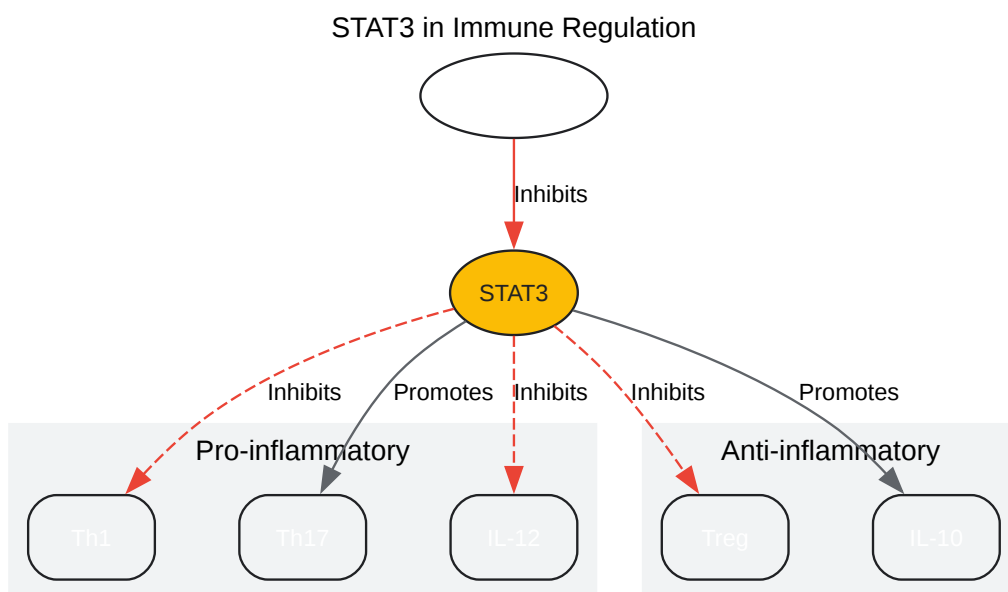 STAT3 in Immune Regulation
Inhibits
STAT3
Inhibits
Promotes
Inhibits
Inhibits
Promotes
Pro-inflammatory
Anti-inflammatory
Th1
Th17
IL-12
Treg
IL-10